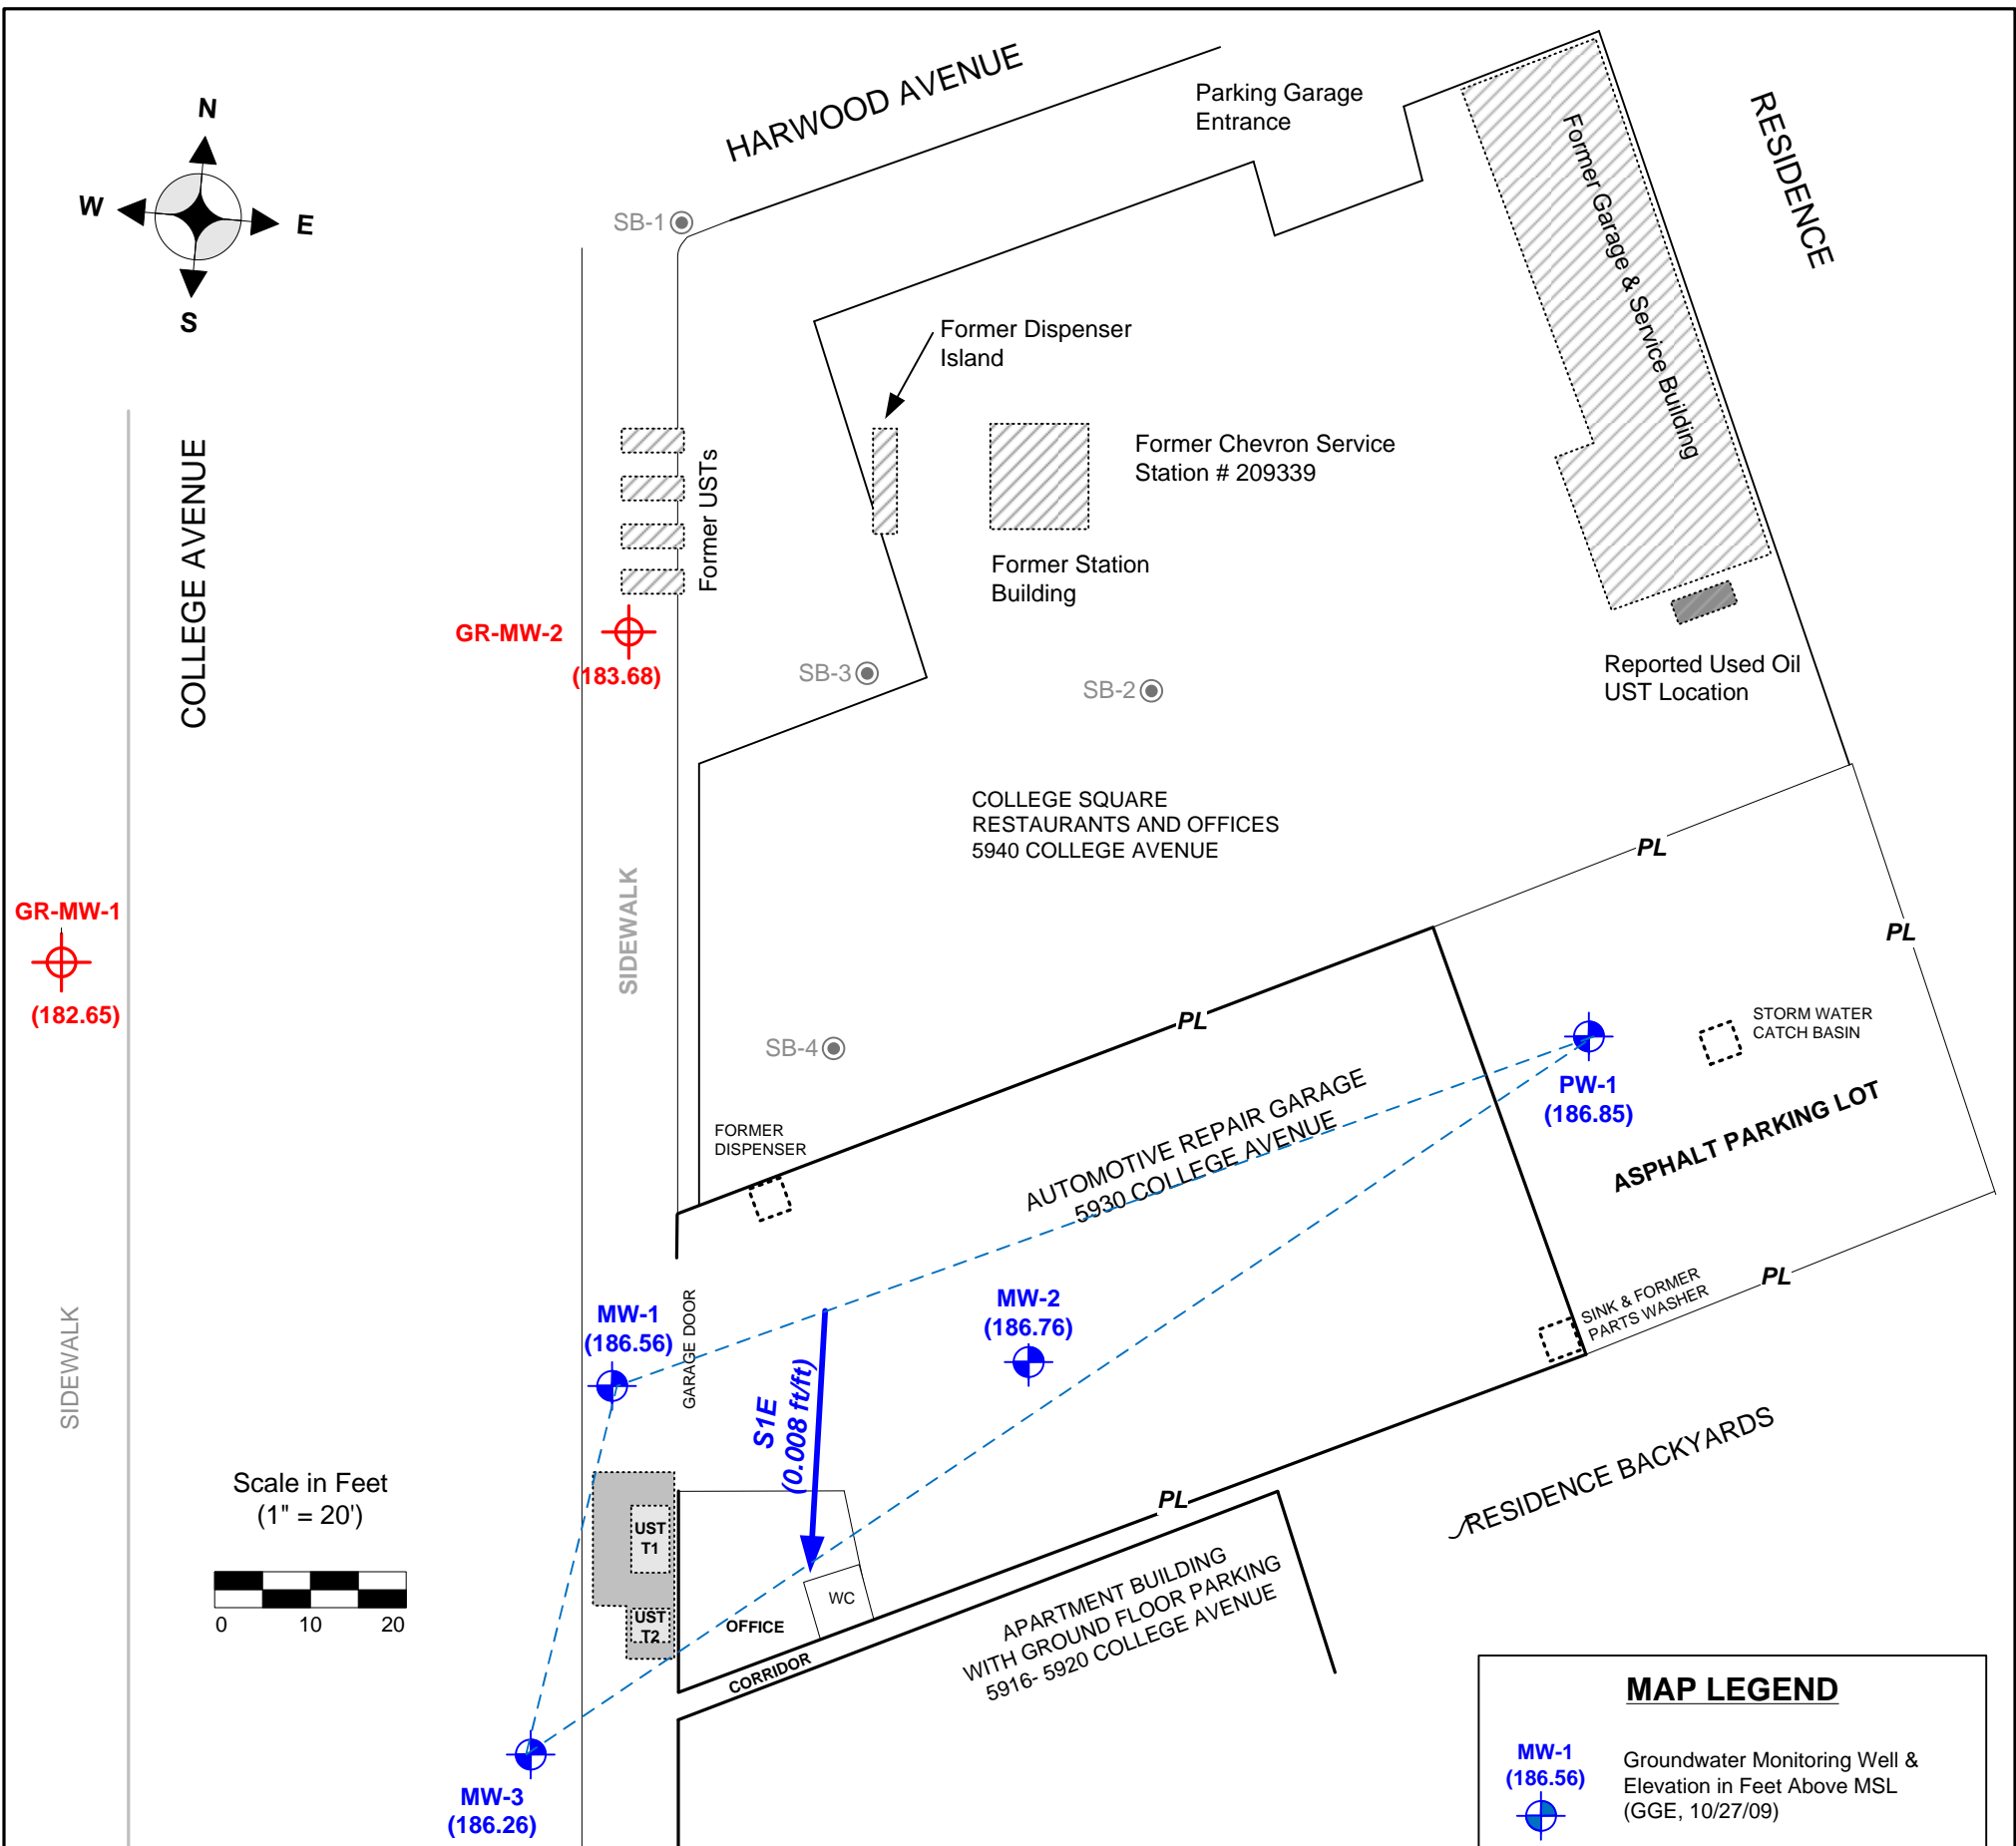 HARWOOD AVENUE
Parking Garage
Entrance
RESIDENCE
N
W
E
S
SB-1
Former Garage & Service Building
Former Dispenser
Island
COLLEGE AVENUE
Former USTs
Former Chevron Service
Station # 209339
Former Station
Building
GR-MW-2
(183.68)
SB-3
SB-2
Reported Used Oil
UST Location
COLLEGE SQUARE
RESTAURANTS AND OFFICES
5940 COLLEGE AVENUE
PL
PL
GR-MW-1
(182.65)
SIDEWALK
PL
SB-4
STORM WATER
CATCH BASIN
PW-1
(186.85)
ASPHALT PARKING LOT
FORMER
DISPENSER
AUTOMOTIVE REPAIR GARAGE
5930 COLLEGE AVENUE
SIDEWALK
MW-1
(186.56)
GARAGE DOOR
MW-2
(186.76)
SINK & FORMER
PARTS WASHER
PL
S1E
(0.008 ft/ft)
RESIDENCE BACKYARDS
PL
Scale in Feet
(1" = 20')
0 10 20
UST
T1
UST
T2
OFFICE
WC
CORRIDOR
APARTMENT BUILDING
WITH GROUND FLOOR PARKING
5916- 5920 COLLEGE AVENUE
MW-3
(186.26)
MAP LEGEND
MW-1
(186.56)
Groundwater Monitoring Well &
Elevation in Feet Above MSL
(GGE, 10/27/09)